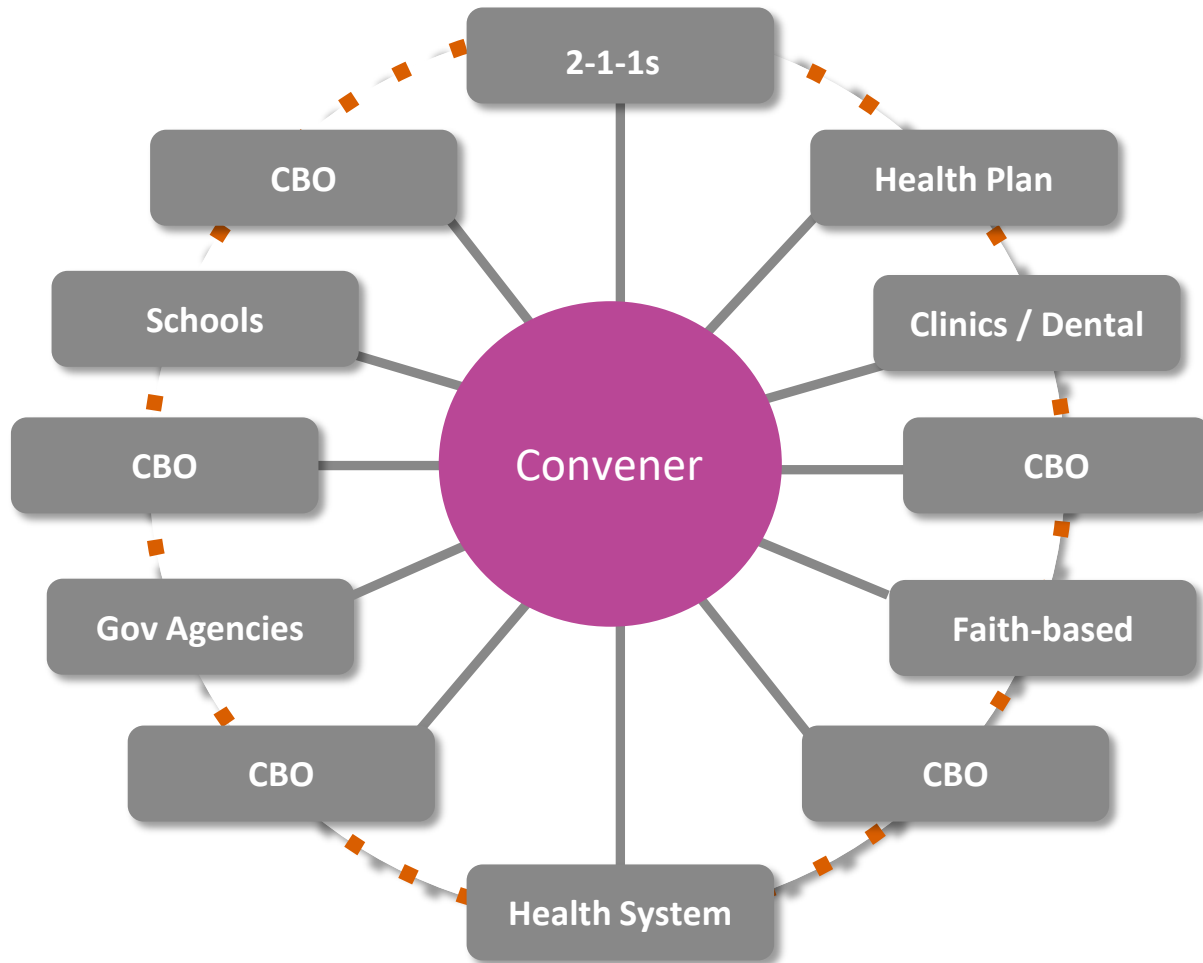 2-1-1s
CBO
Health Plan
Schools
Clinics / Dental
CBO
Convener
CBO
Gov Agencies
Faith-based
CBO
CBO
Health System